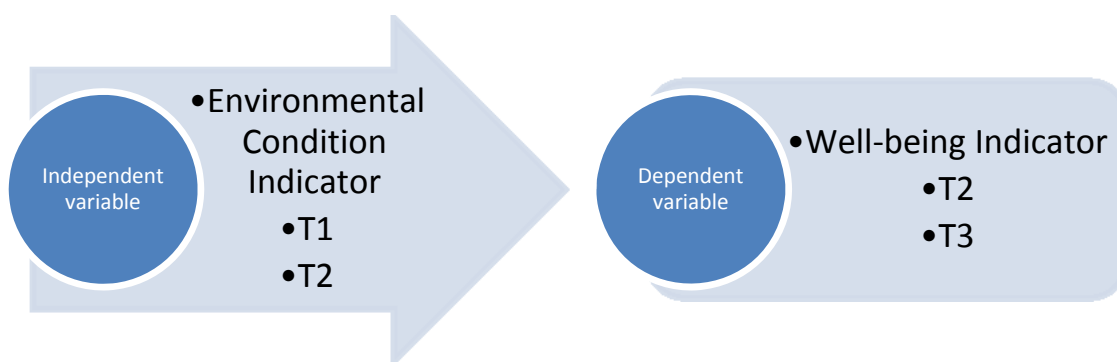 Independent
variable
•Environmental
Condition
Indicator
•T1
•T2
Dependent
variable
•Well-being Indicator
•T2
•T3